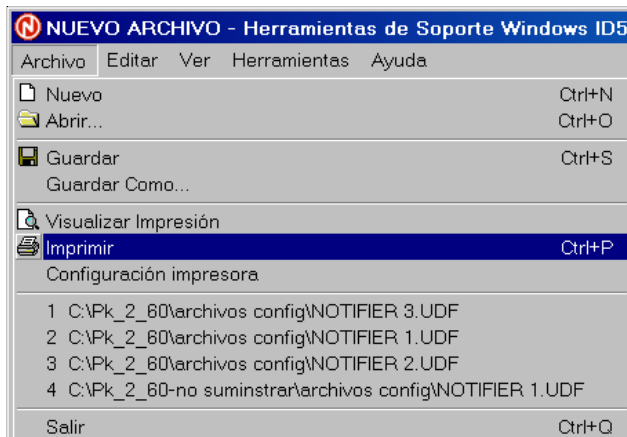 NUEVO ARCHIVO - Herramientas de Soporte Windows ID5
Archivo Editar Ver Herramientas Ayuda
Nuevo Ctrl+N
Abrir... Ctrl+O
Guardar Ctrl+S
Guardar Como...
Visualizar Impresión
Imprimir Ctrl+P
Configuración impresora
1 C:\Pk_2_60\archivos config\NOTIFIER 3.UDF
2 C:\Pk_2_60\archivos config\NOTIFIER 1.UDF
3 C:\Pk_2_60\archivos config\NOTIFIER 2.UDF
4 C:\Pk_2_60-no suminstrar\archivos config\NOTIFIER 1.UDF
Salir Ctrl+Q